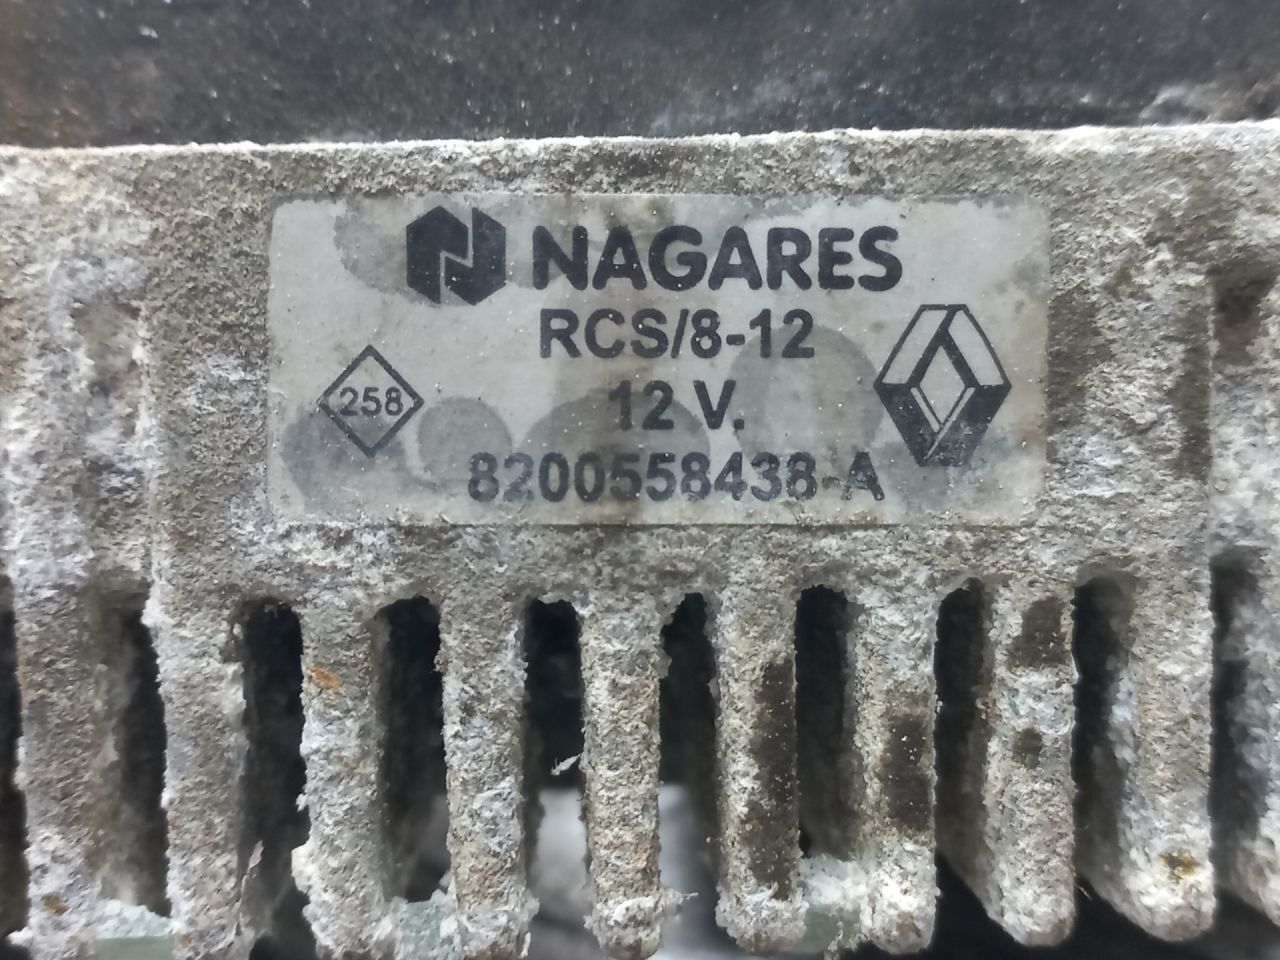 NAGARES
RCS/8-12
258
12 V.
8200558438-A